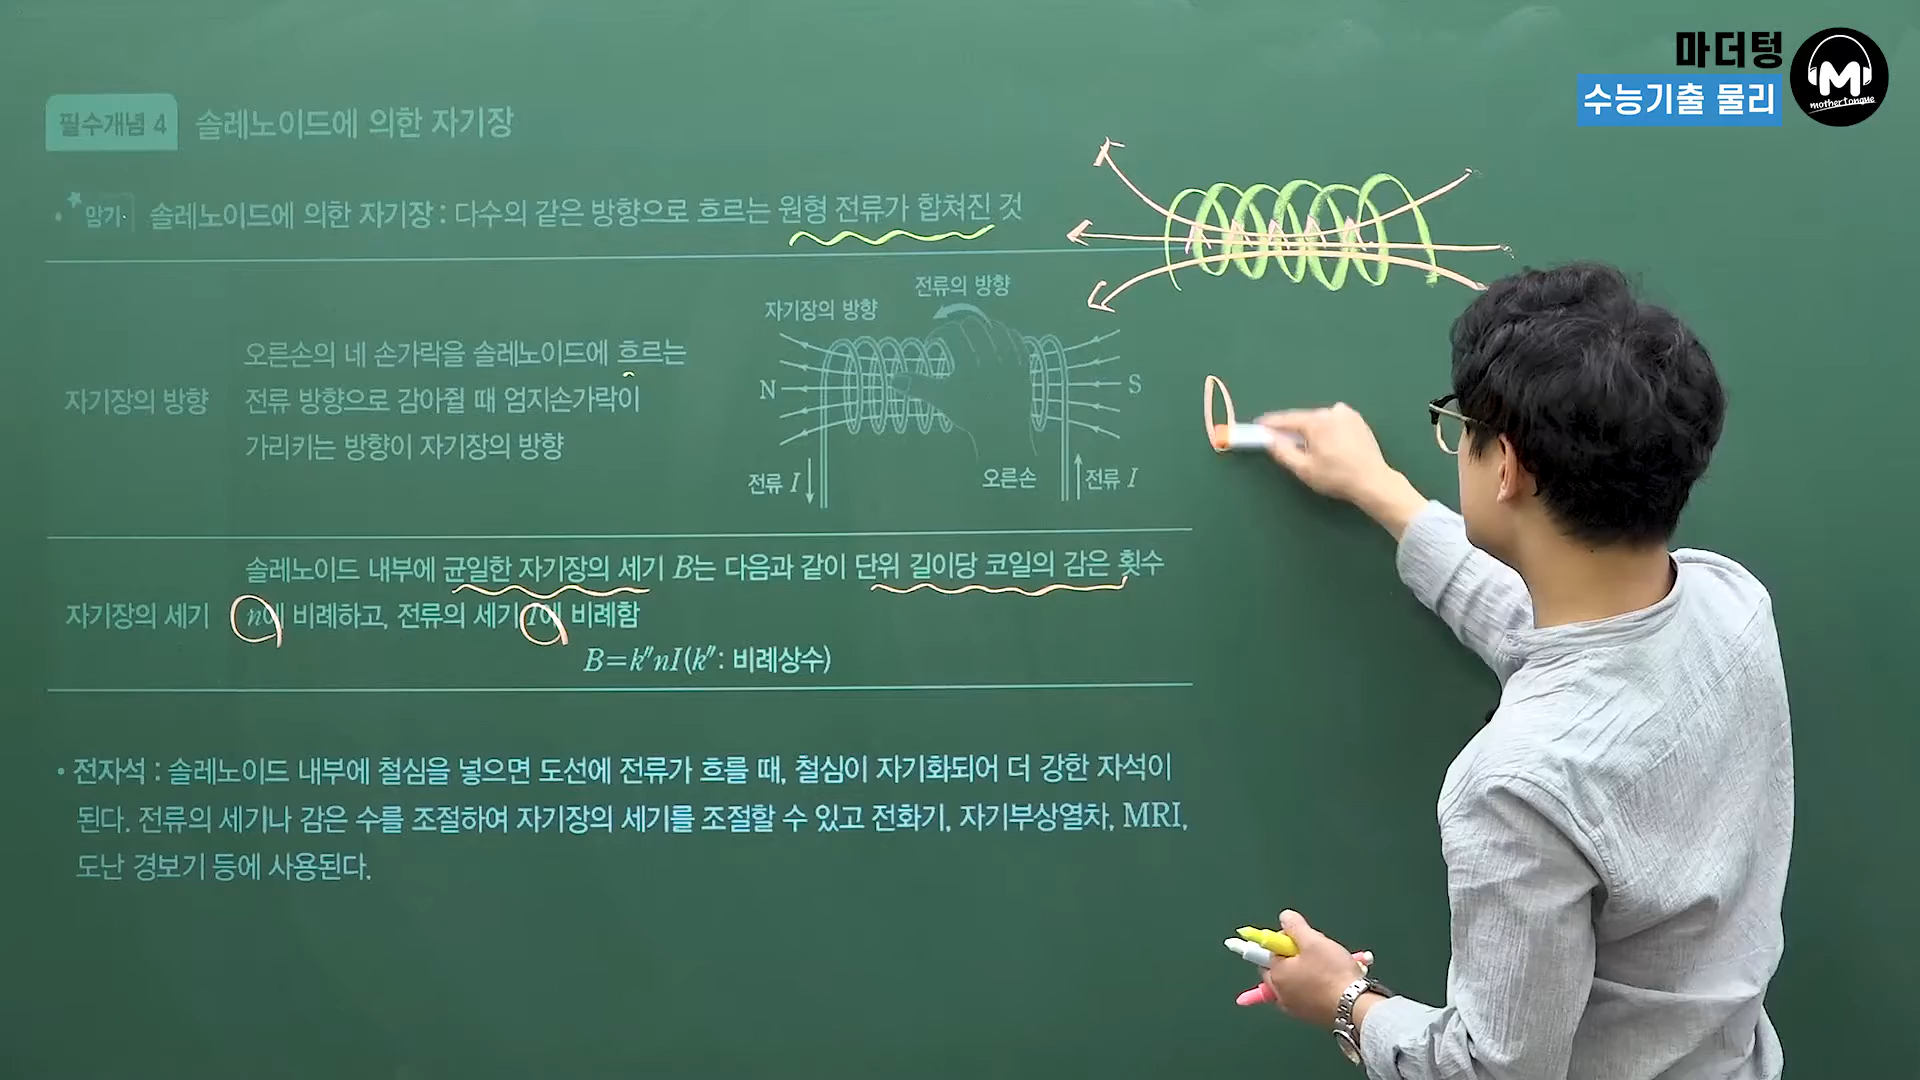 마더텅
수능기출 물리
M
mothertongue
필수개념 4 솔레노이드에 의한 자기장
• 암기 솔레노이드에 의한 자기장 : 다수의 같은 방향으로 흐르는 원형 전류가 합쳐진 것
자기장의 방향
오른손의 네 손가락을 솔레노이드에 흐르는
전류 방향으로 감아쥘 때 엄지손가락이
가리키는 방향이 자기장의 방향
전류의 방향
자기장의 방향
N
S
전류 I
오른손
전류 I
자기장의 세기
솔레노이드 내부에 균일한 자기장의 세기 B는 다음과 같이 단위 길이당 코일의 감은 횟수
n에 비례하고, 전류의 세기 I에 비례함
B=k″nI(k″: 비례상수)
• 전자석 : 솔레노이드 내부에 철심을 넣으면 도선에 전류가 흐를 때, 철심이 자기화되어 더 강한 자석이
된다. 전류의 세기나 감은 수를 조절하여 자기장의 세기를 조절할 수 있고 전화기, 자기부상열차, MRI,
도난 경보기 등에 사용된다.